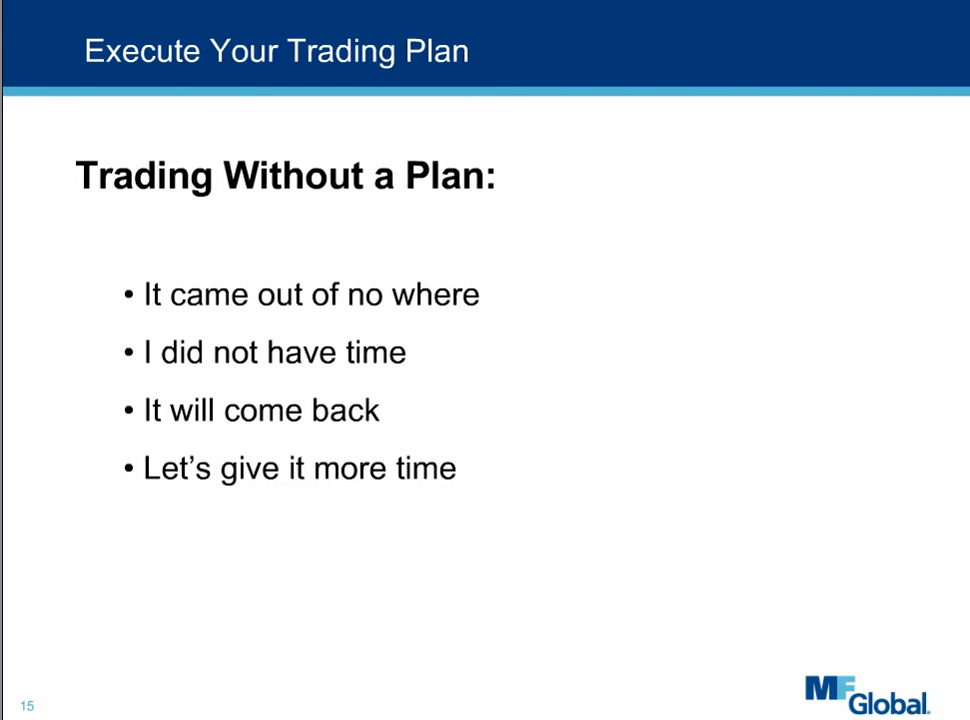 Execute Your Trading Plan
Trading Without a Plan:
• It came out of no where
• I did not have time
• It will come back
• Let’s give it more time
15
MF Global.